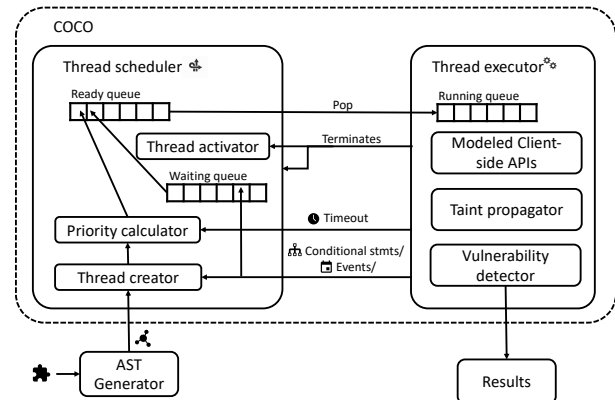 COCO
Thread scheduler
Ready queue
Thread activator
Waiting queue
Priority calculator
Thread creator
Pop
Terminates
Timeout
Conditional stmts/
Events/
Thread executor
Running queue
Modeled Client-
side APIs
Taint propagator
Vulnerability
detector
AST
Generator
Results